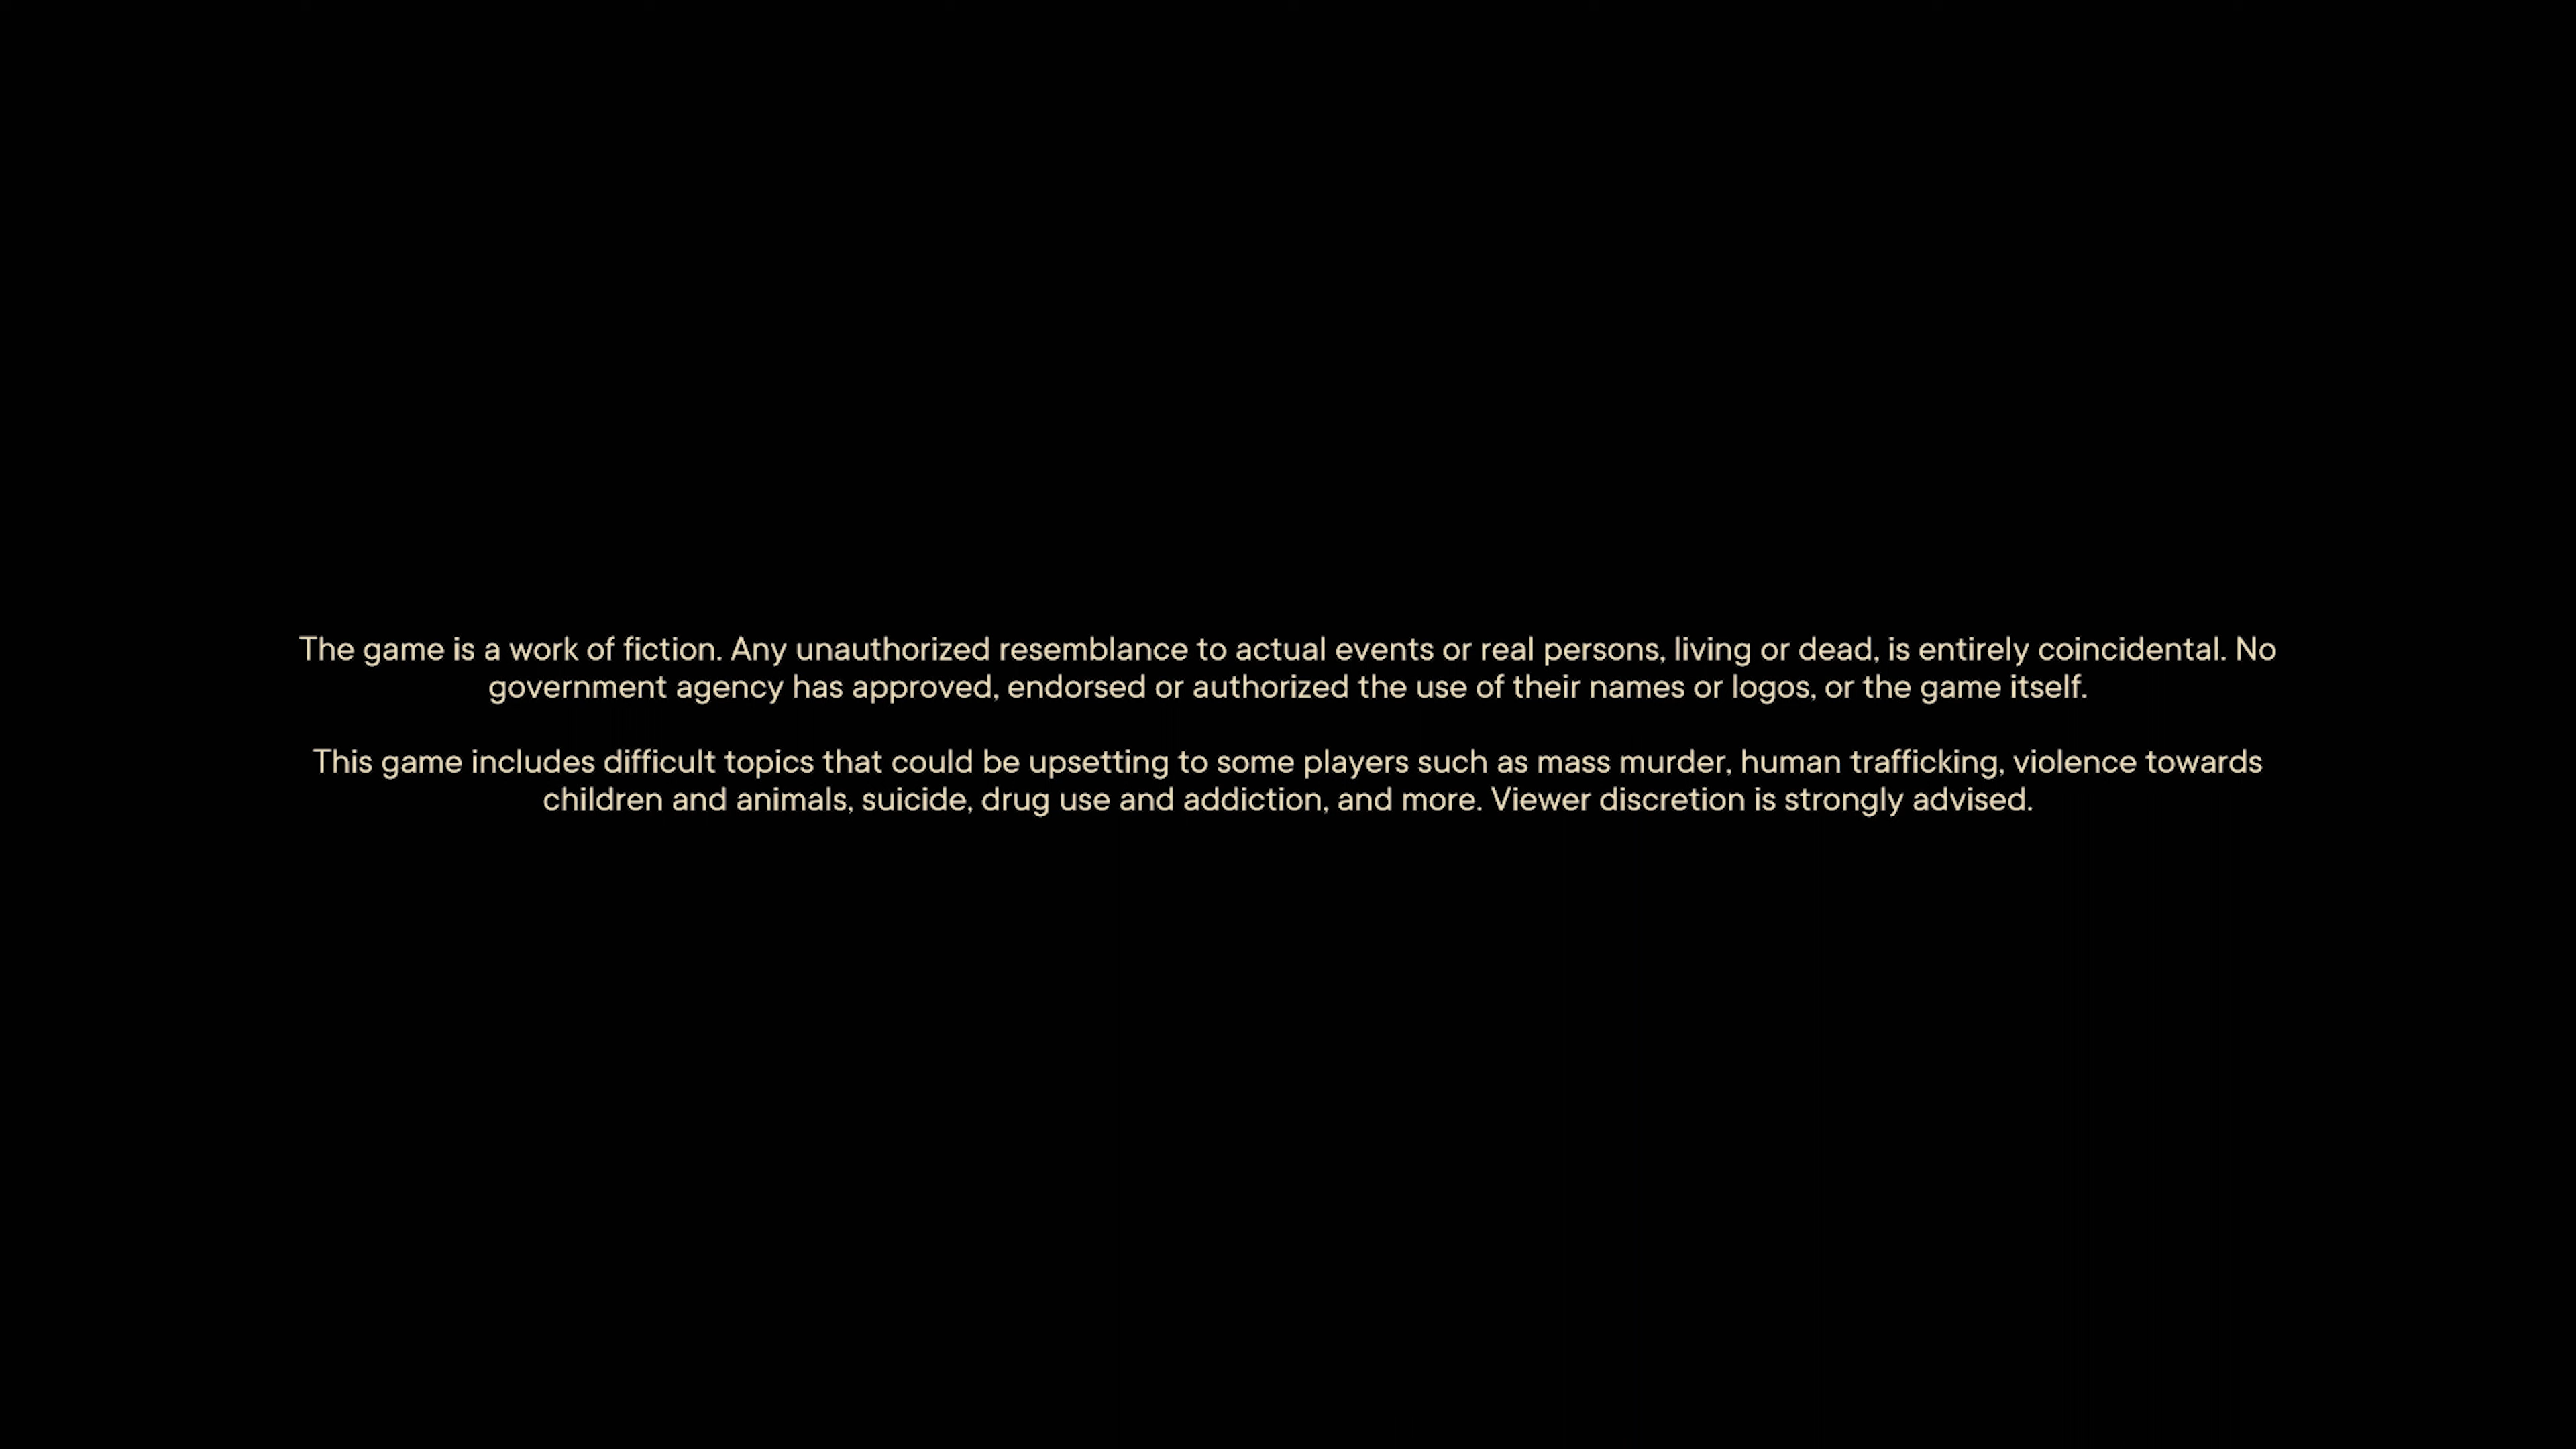 The game is a work of fiction. Any unauthorized resemblance to actual events or real persons, living or dead, is entirely coincidental. No
government agency has approved, endorsed or authorized the use of their names or logos, or the game itself.
This game includes difficult topics that could be upsetting to some players such as mass murder, human trafficking, violence towards
children and animals, suicide, drug use and addiction, and more. Viewer discretion is strongly advised.